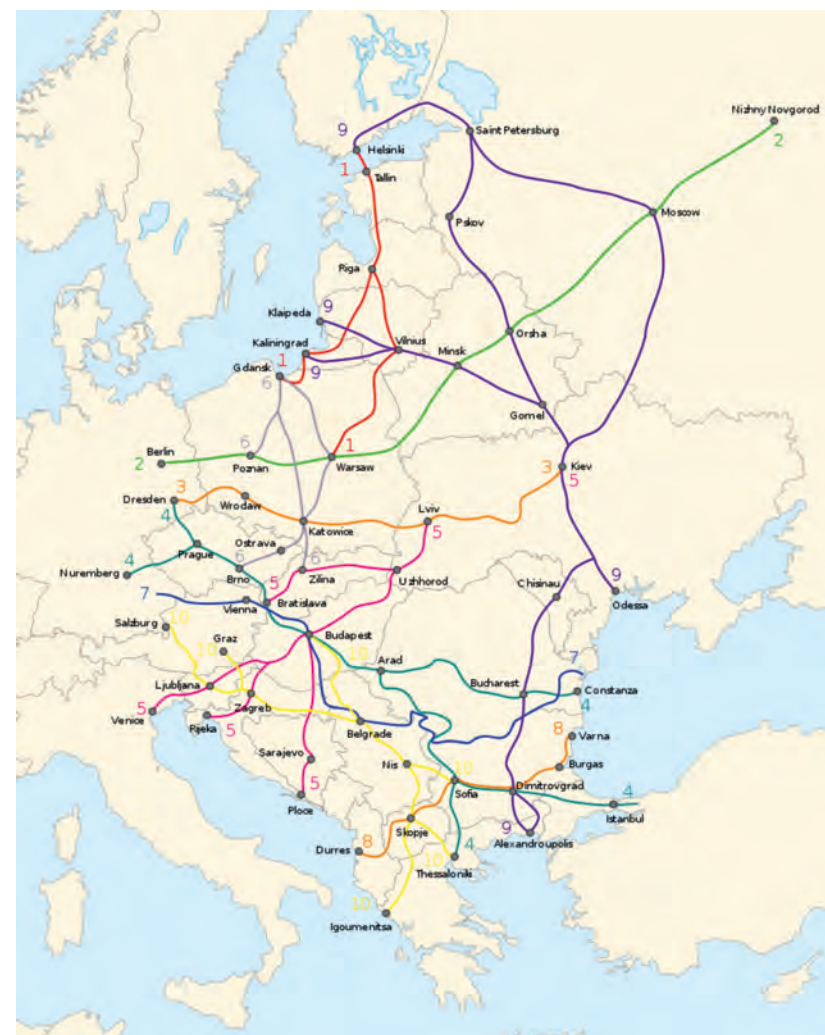 Nizhny Novgorod
2
9
Saint Petersburg
Helsinki
1
Tallin
Pskov
Moscow
Riga
Klaipeda
9
Orsha
Kaliningrad
Vilnius
Minsk
1
Gdansk
9
6
Gomel
Berlin
6
1
2
Poznan
Warsaw
3
Kiev
5
3
Dresden
4
Wrodaw
Lviv
Katowice
5
Ostrava
Prague
4
6
6
Nuremberg
Brno
Zilina
Uzhhorod
Chisinau
9
Odessa
5
7
Vienna
Bratislava
Salzburg
10
Graz
Budapest
10
10
Arad
7
Ljubljana
Bucharest
Constanza
4
Zagreb
5
Venice
Rijeka
5
Belgrade
8
Varna
Sarajevo
Nis
10
Burgas
5
Sofia
Dimitrovgrad
4
Ploce
Istanbul
Skopje
9
Alexandroupolis
8
Durres
10
4
Thessaloniki
10
Igoumenitsa